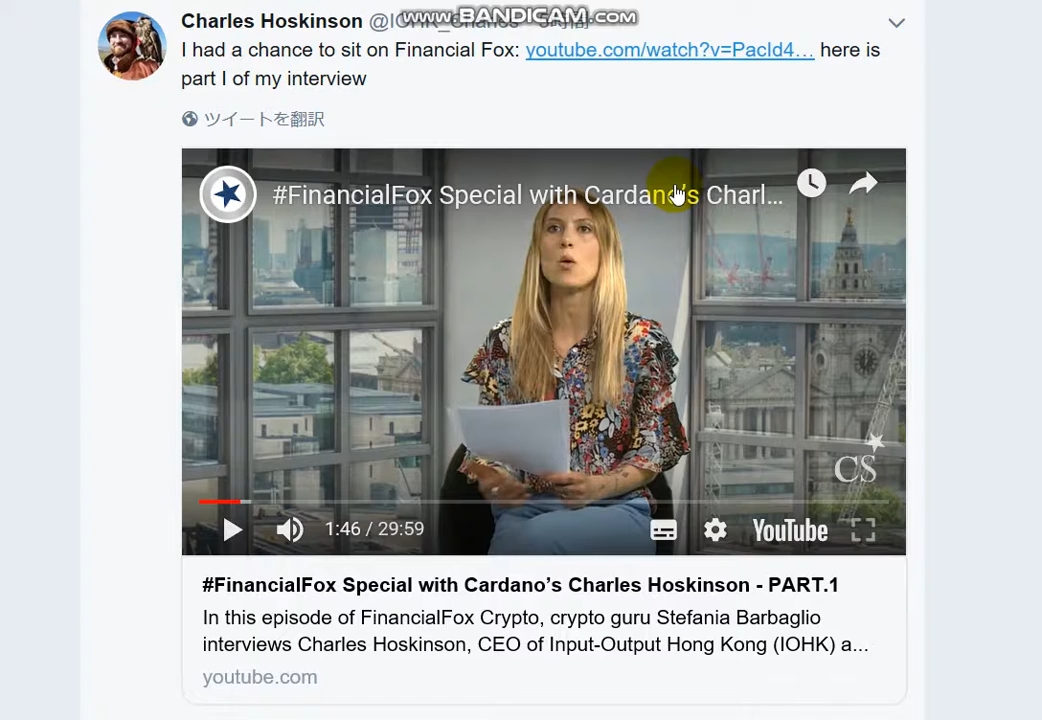 www.BANDICAM.com
Charles Hoskinson
I had a chance to sit on Financial Fox: youtube.com/watch?v=PacId4… here is
part I of my interview
ツイートを翻訳
#FinancialFox Special with Cardano's Charl...
CS
1:46 / 29:59
YouTube
#FinancialFox Special with Cardano’s Charles Hoskinson - PART.1
In this episode of FinancialFox Crypto, crypto guru Stefania Barbaglio
interviews Charles Hoskinson, CEO of Input-Output Hong Kong (IOHK) a...
youtube.com